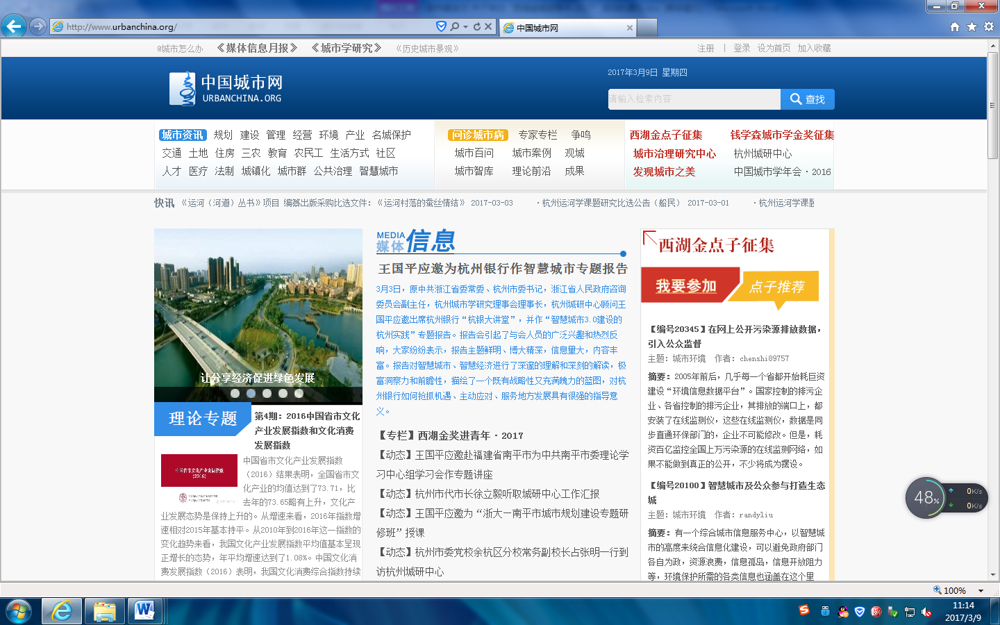 http://www.urbanchina.org/
中国城市网
@城市怎么办 《媒体信息月报》 《城市学研究》 《历史城市景观》
注册 | 登录 设为首页 加入收藏
中国城市网
URBANCHINA.ORG
2017年3月9日 星期四
请输入检索内容
查找
城市资讯 规划 建设 管理 经营 环境 产业 名城保护
交通 土地 住房 三农 教育 农民工 生活方式 社区
人才 医疗 法制 城镇化 城市群 公共治理 智慧城市
问诊城市病 专家专栏 争鸣
城市百问 城市案例 观城
城市智库 理论前沿 成果
西湖金点子征集 钱学森城市学金奖征集
城市治理研究中心 杭州城研中心
发现城市之美 中国城市学年会·2016
快讯 《运河（河道）丛书》项目 编纂出版采购比选文件：《运河村落的蚕丝情结》 2017-03-03 ·杭州运河学课题研究比选公告（船民） 2017-03-01 ·杭州运河学课题
让分享经济促进绿色发展
理论专题
第4期：2016中国省市文化
产业发展指数和文化消费
发展指数
中国省市文化产业发展指数
(2016)
中国省市文化产业发展指数
（2016）结果表明，全国省市文
化产业的均值达到了73.71，比
去年的73.65略有上升，文化产
业发展态势是保持上升的。从增速来看，2016年指数增
速相对2015年基本持平。从2010年到2016年这一指数的
变化趋势来看，我国文化产业发展指数平均值基本呈现
正增长的态势，年平均增速达到了1.08%。中国文化消
费发展指数（2016）表明，我国文化消费综合指数持续
MEDIA
媒体信息
王国平应邀为杭州银行作智慧城市专题报告
3月3日，原中共浙江省委常委、杭州市委书记，浙江省人民政府咨询
委员会副主任，杭州城市学研究理事会理事长，杭州城研中心顾问王
国平应邀出席杭州银行“杭银大讲堂”，并作“智慧城市3.0建设的
杭州实践”专题报告。报告会引起了与会人员的广泛兴趣和热烈反
响，大家纷纷表示，报告主题鲜明、博大精深，信息量大，内容丰
富。报告对智慧城市、智慧经济进行了深邃的理解和深刻的解读，极
富洞察力和前瞻性，描绘了一个既有战略性又充满魄力的蓝图，对杭
州银行如何抢抓机遇、主动应对、服务地方发展具有很强的指导意
义。
【专栏】西湖金奖进青年·2017
【动态】王国平应邀赴福建省南平市为中共南平市委理论学
习中心组学习会作专题讲座
【动态】杭州市代市长徐立毅听取城研中心工作汇报
【动态】王国平应邀为“浙大－南平市城市规划建设专题研
修班”授课
【动态】杭州市委党校余杭区分校常务副校长占张明一行到
访杭州城研中心
西湖金点子征集
我要参加
点子推荐
【编号20345】在网上公开污染源排放数据，
引入公众监督
主题：城市环境 作者：chenshi89757
摘要：2005年前后，几乎每一个省都开始耗巨资
建设“环境信息数据平台”。国家控制的排污企
业、各省控制的排污企业，其排放的端口上，都
安装了在线监测仪，这些在线监测仪，数据是同
步直通环保部门的，企业不可能修改。但是，耗
资百亿监控全国上万污染源的在线监测网络，如
果不能做到真正的公开，不少将成为摆设。
【编号20100】智慧城市及公众参与打造生态
城
主题：城市环境 作者：randyliu
摘要：有一个综合城市信息服务中心，以智慧城
市的高度来统合信息化建设，可以避免政府部门
各自为政，资源浪费，信息孤岛，信息开放阻力
等，环境保护所需的各类信息也涵盖在这个里
48%
0K/s
0K/s
100%
11:14
2017/3/9